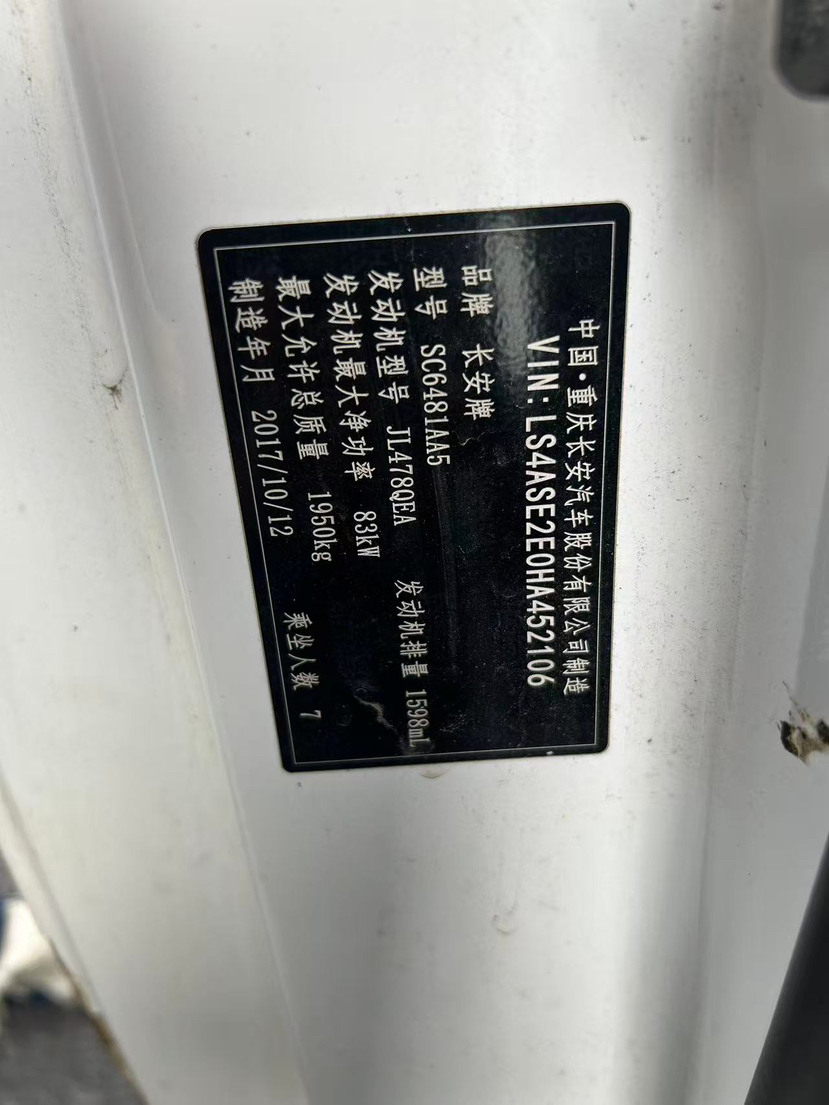 中国·重庆长安汽车股份有限公司制造
VIN:LS4ASE2E0HA452106
品牌 长安牌
型号 SC6481AA5
发动机型号 JL478QEA 发动机排量 1598mL
发动机最大净功率 83kW
最大允许总质量 1950kg
制造年月 2017/10/12 乘坐人数 7